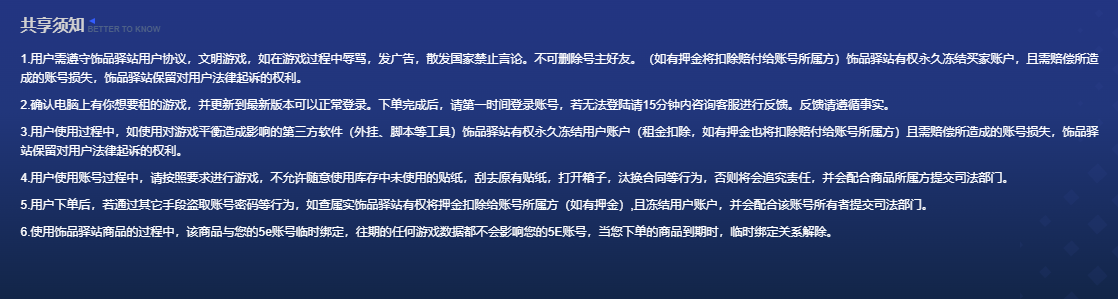 共享须知
BETTER TO KNOW
1.用户需遵守饰品驿站用户协议，文明游戏，如在游戏过程中辱骂，发广告，散发国家禁止言论。不可删除号主好友。（如有押金将扣除赔付给账号所属方）饰品驿站有权永久冻结买家账户，且需赔偿所造
成的账号损失，饰品驿站保留对用户法律起诉的权利。
2.确认电脑上有你想要租的游戏，并更新到最新版本可以正常登录。下单完成后，请第一时间登录账号，若无法登陆请15分钟内咨询客服进行反馈。反馈请遵循事实。
3.用户使用过程中，如使用对游戏平衡造成影响的第三方软件（外挂、脚本等工具）饰品驿站有权永久冻结用户账户（租金扣除，如有押金也将扣除赔付给账号所属方）且需赔偿所造成的账号损失，饰品驿
站保留对用户法律起诉的权利。
4.用户使用账号过程中，请按照要求进行游戏，不允许随意使用库存中未使用的贴纸，刮去原有贴纸，打开箱子，汰换合同等行为，否则将会追究责任，并会配合商品所属方提交司法部门。
5.用户下单后，若通过其它手段盗取账号密码等行为，如查属实饰品驿站有权将押金扣除给账号所属方（如有押金）,且冻结用户账户，并会配合该账号所有者提交司法部门。
6.使用饰品驿站商品的过程中，该商品与您的5e账号临时绑定，往期的任何游戏数据都不会影响您的5E账号，当您下单的商品到期时，临时绑定关系解除。